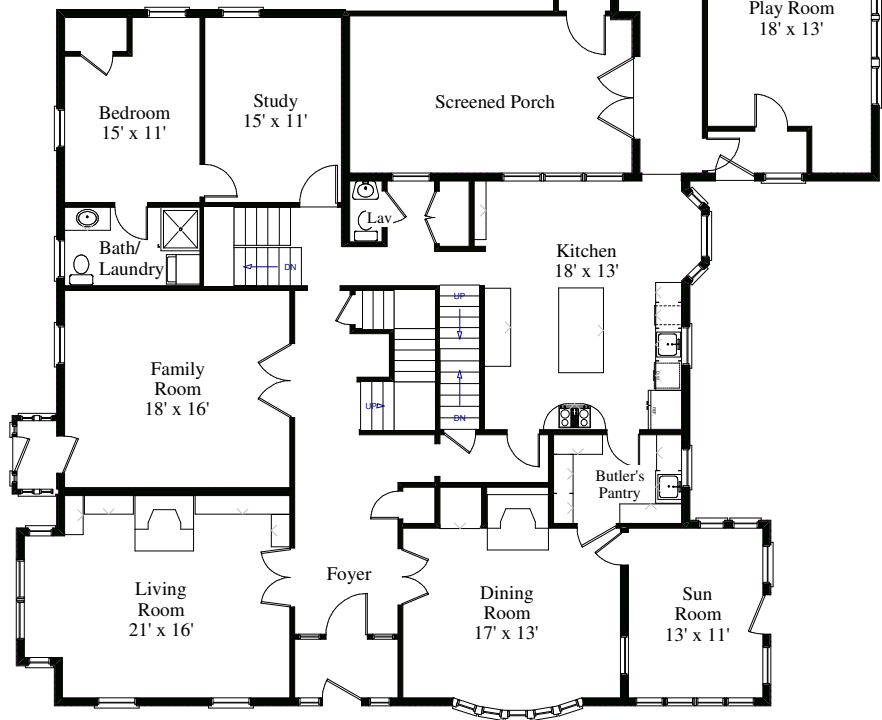 Play Room
18' x 13'
Screened Porch
Study
15' x 11'
Bedroom
15' x 11'
Lav
Bath/
Laundry
DN
Kitchen
18' x 13'
UP
Family
Room
18' x 16'
UP
DN
Butler's
Pantry
Foyer
Living
Room
21' x 16'
Dining
Room
17' x 13'
Sun
Room
13' x 11'